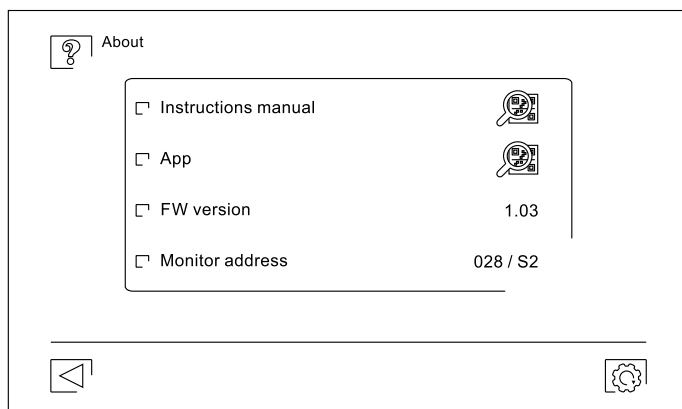 About
Instructions manual
App
FW version 1.03
Monitor address 028 / S2